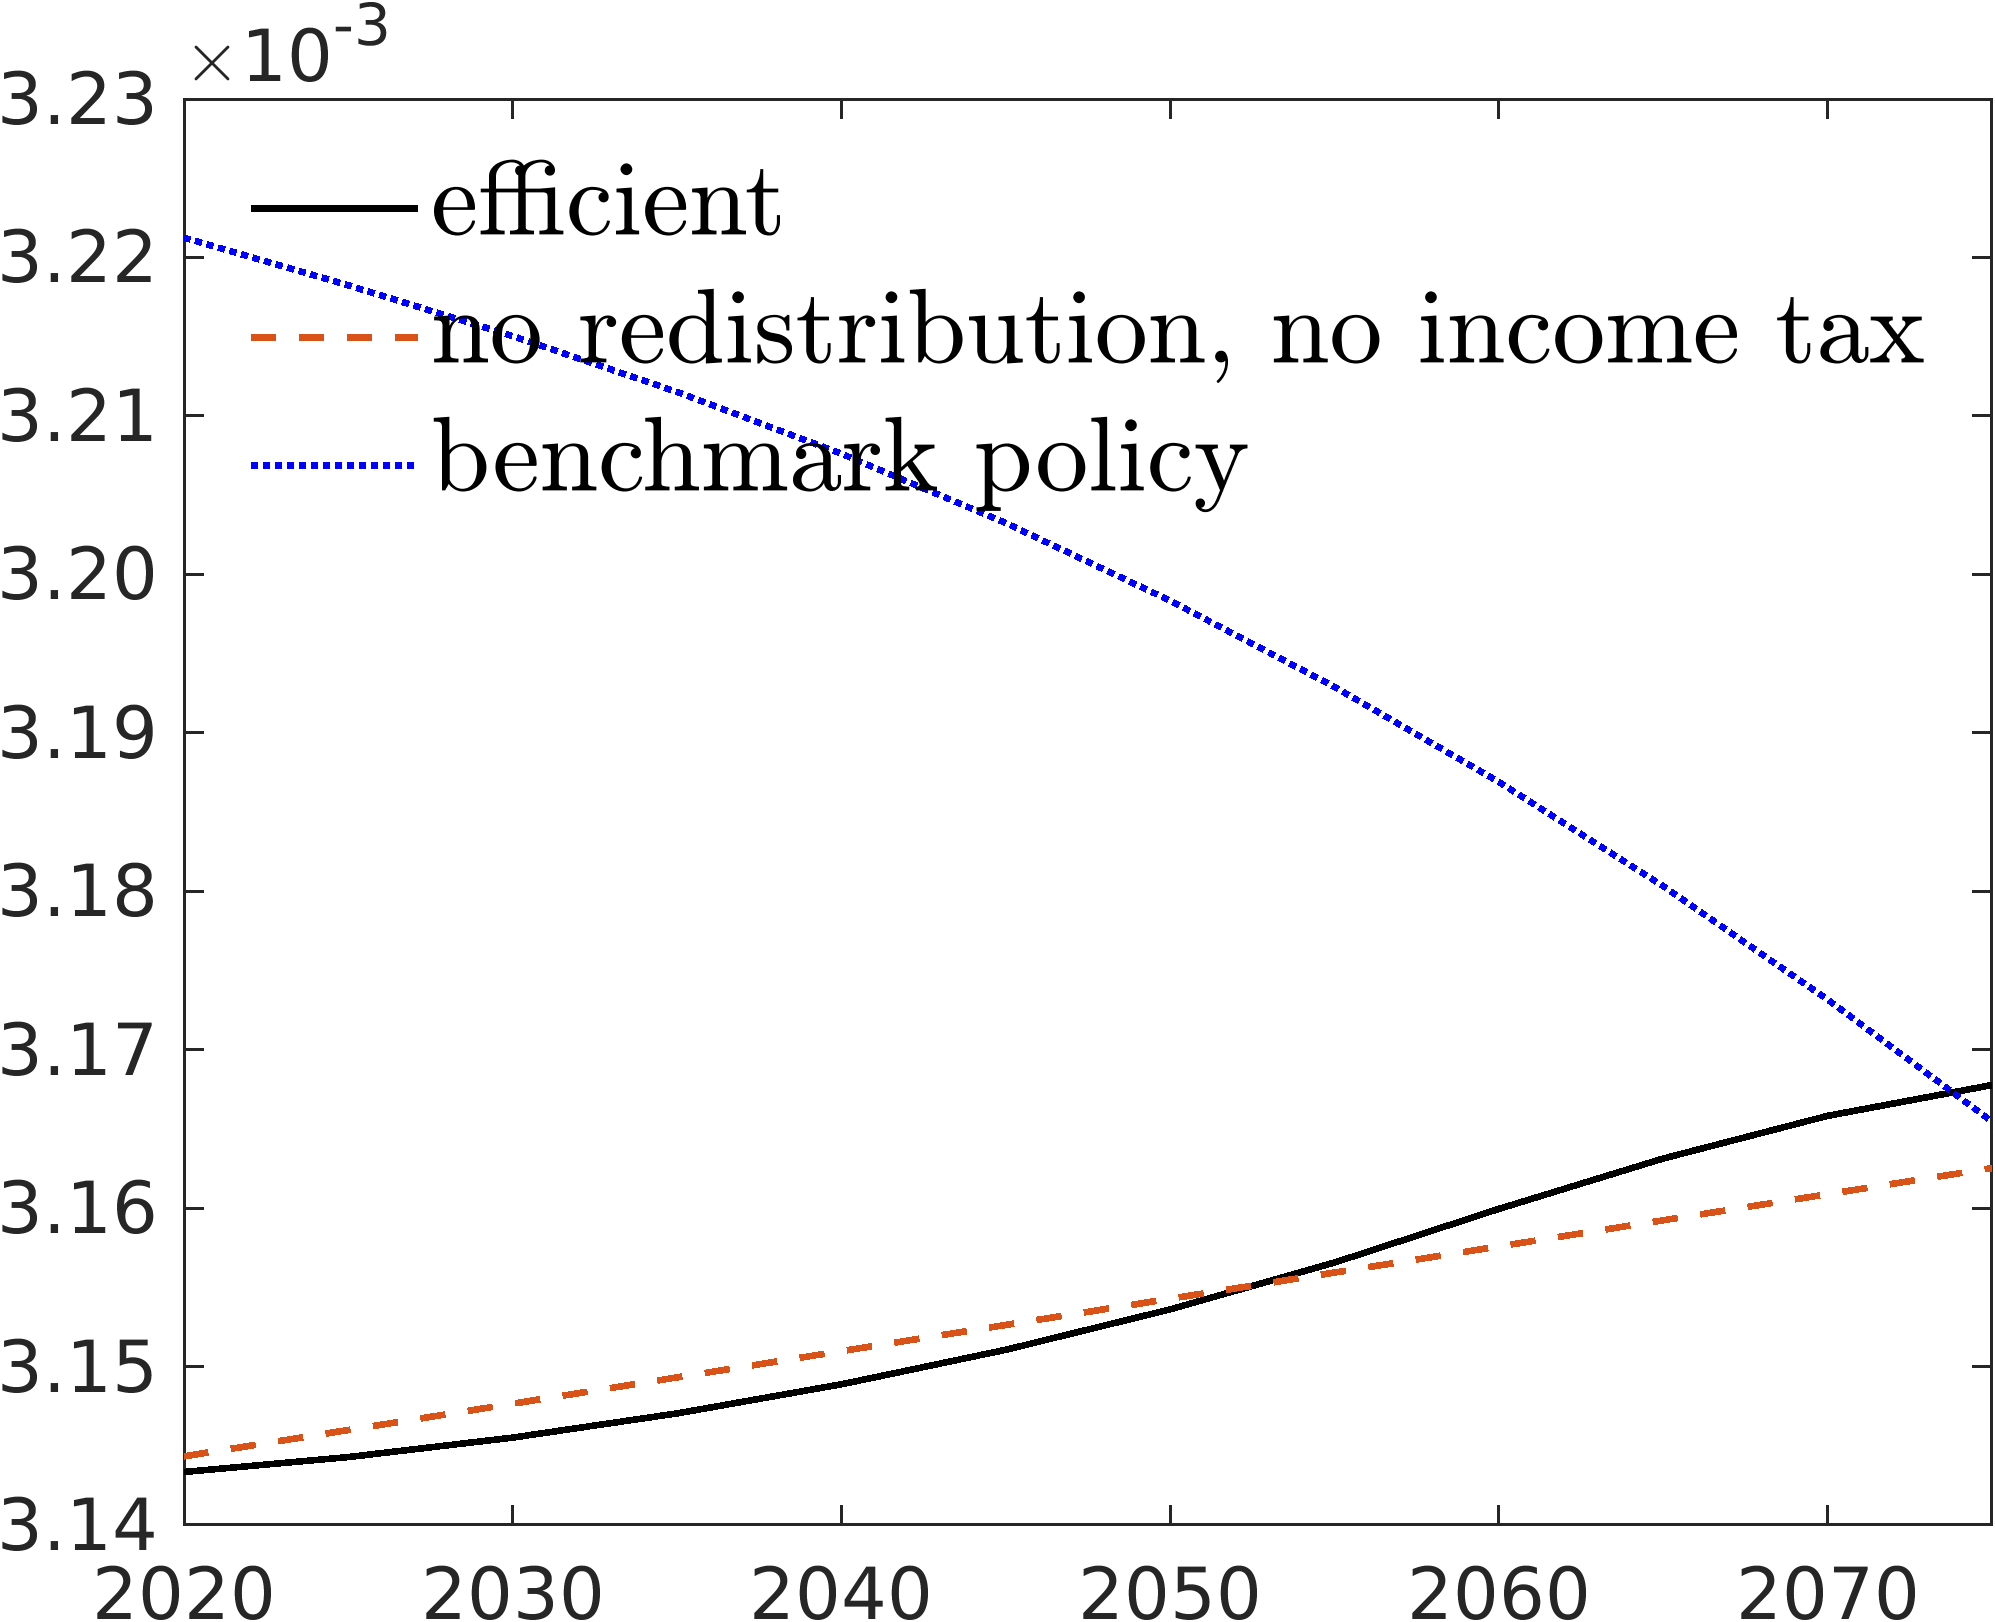 ×10-3
3.23
3.22
3.21
3.20
3.19
3.18
3.17
3.16
3.15
3.14
efficient
no redistribution, no income tax
benchmark policy
2020 2030 2040 2050 2060 2070